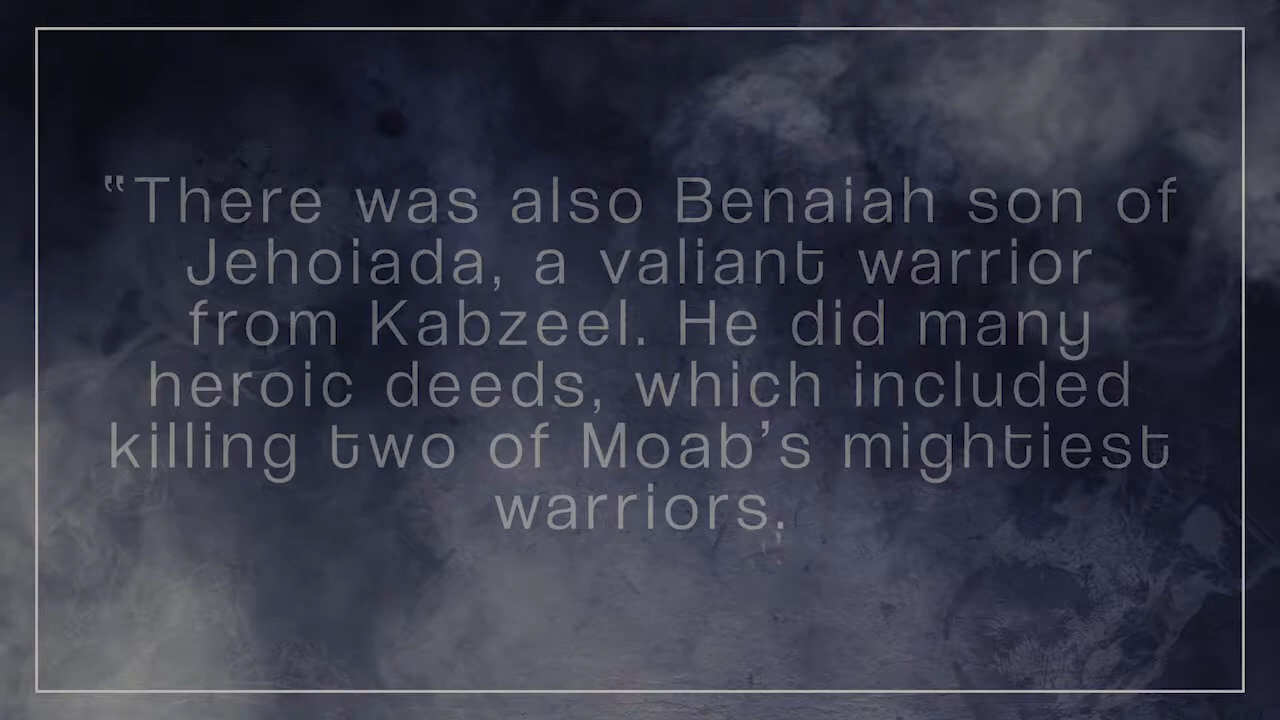 "There was also Benaiah son of
Jehoiada, a valiant warrior
from Kabzeel. He did many
heroic deeds, which included
killing two of Moab's mightiest
warriors.